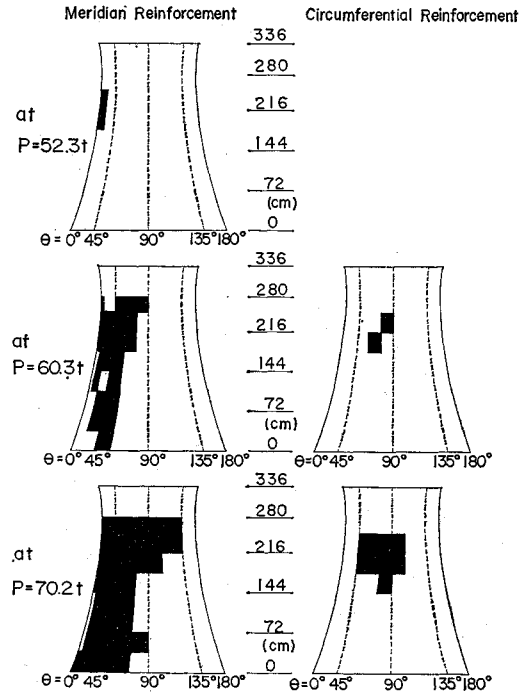 Meridian Reinforcement
Circumferential Reinforcement
336
280
216
144
72
(cm)
0
at
P=52.3t
θ=0° 45° 90° 135° 180°
336
280
216
144
72
(cm)
0
at
P=60.3t
θ=0° 45° 90° 135° 180°
θ=0° 45° 90° 135° 180°
336
280
216
144
72
(cm)
0
at
P=70.2t
θ=0° 45° 90° 135° 180°
θ=0° 45° 90° 135° 180°